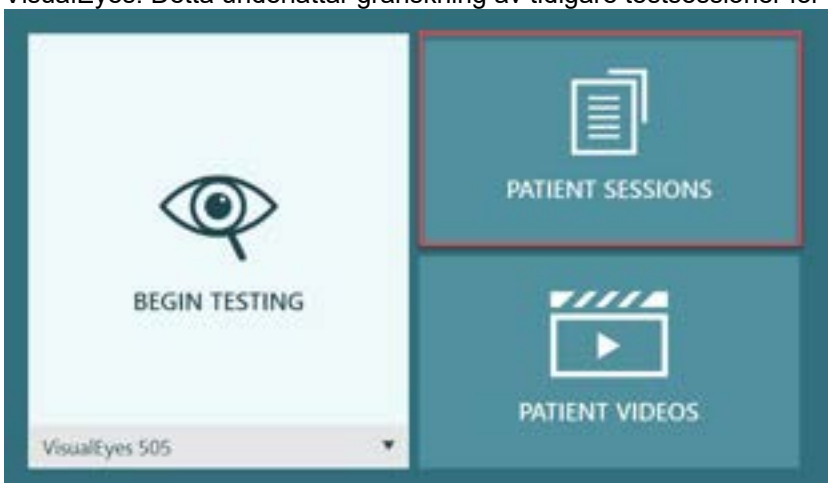 VisualEyes. Detta underlättar granskning av tidigare testsessioner för
PATIENT SESSIONS
BEGIN TESTING
PATIENT VIDEOS
VisualEyes 505